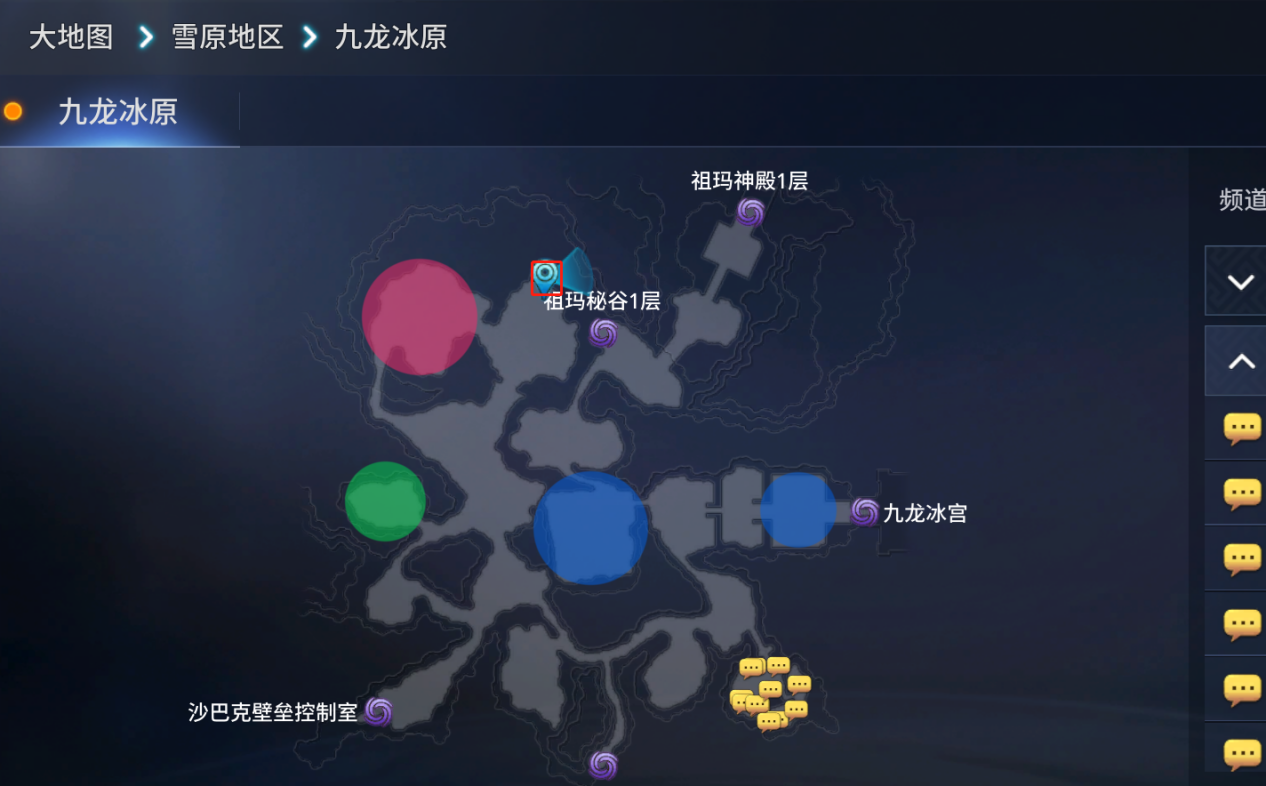 大地图 雪原地区 九龙冰原
九龙冰原
祖玛神殿1层
频道
祖玛秘谷1层
九龙冰宫
沙巴克壁垒控制室